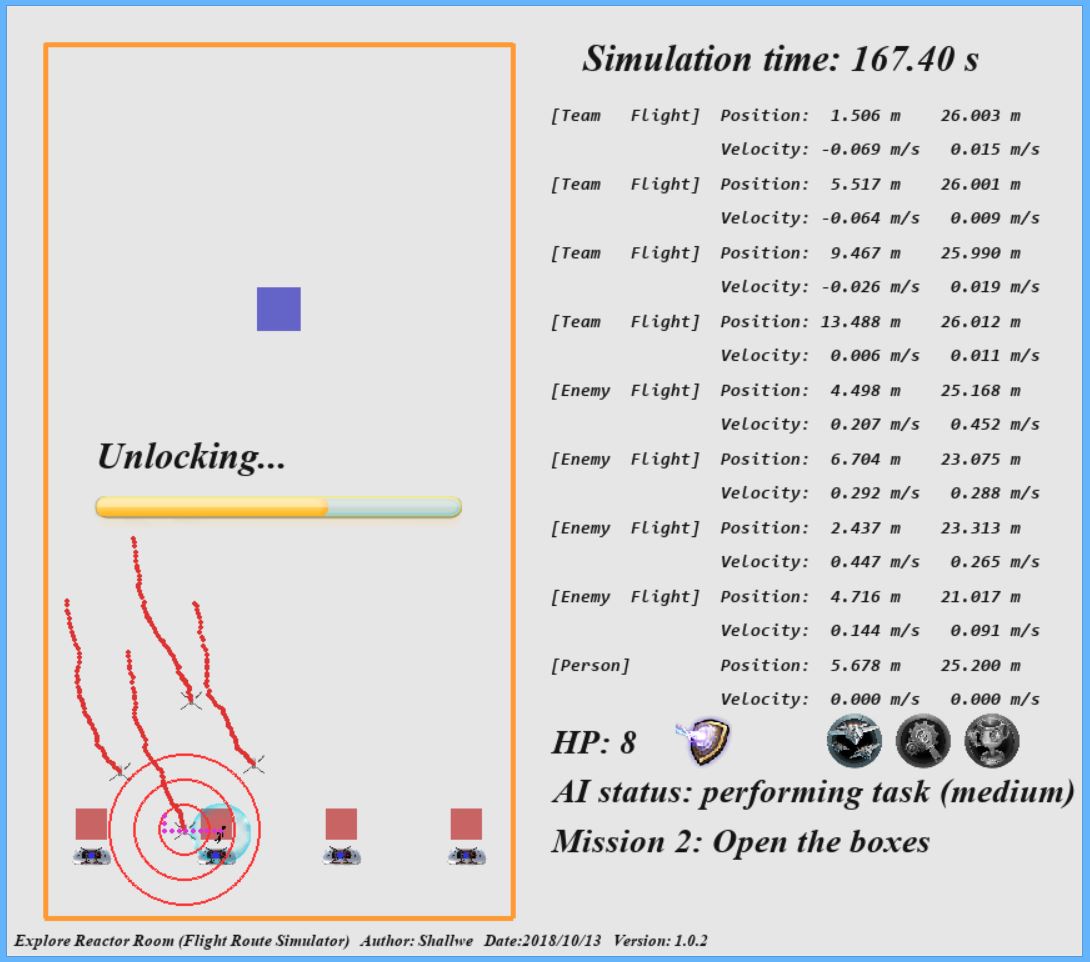 Simulation time: 167.40 s
[Team Flight] Position: 1.506 m 26.003 m
Velocity: -0.069 m/s 0.015 m/s
[Team Flight] Position: 5.517 m 26.001 m
Velocity: -0.064 m/s 0.009 m/s
[Team Flight] Position: 9.467 m 25.990 m
Velocity: -0.026 m/s 0.019 m/s
[Team Flight] Position: 13.488 m 26.012 m
Velocity: 0.006 m/s 0.011 m/s
[Enemy Flight] Position: 4.498 m 25.168 m
Velocity: 0.207 m/s 0.452 m/s
[Enemy Flight] Position: 6.704 m 23.075 m
Velocity: 0.292 m/s 0.288 m/s
[Enemy Flight] Position: 2.437 m 23.313 m
Velocity: 0.447 m/s 0.265 m/s
[Enemy Flight] Position: 4.716 m 21.017 m
Velocity: 0.144 m/s 0.091 m/s
[Person] Position: 5.678 m 25.200 m
Velocity: 0.000 m/s 0.000 m/s
Unlocking...
HP: 8
AI status: performing task (medium)
Mission 2: Open the boxes
Explore Reactor Room (Flight Route Simulator) Author: Shallwe Date:2018/10/13 Version: 1.0.2